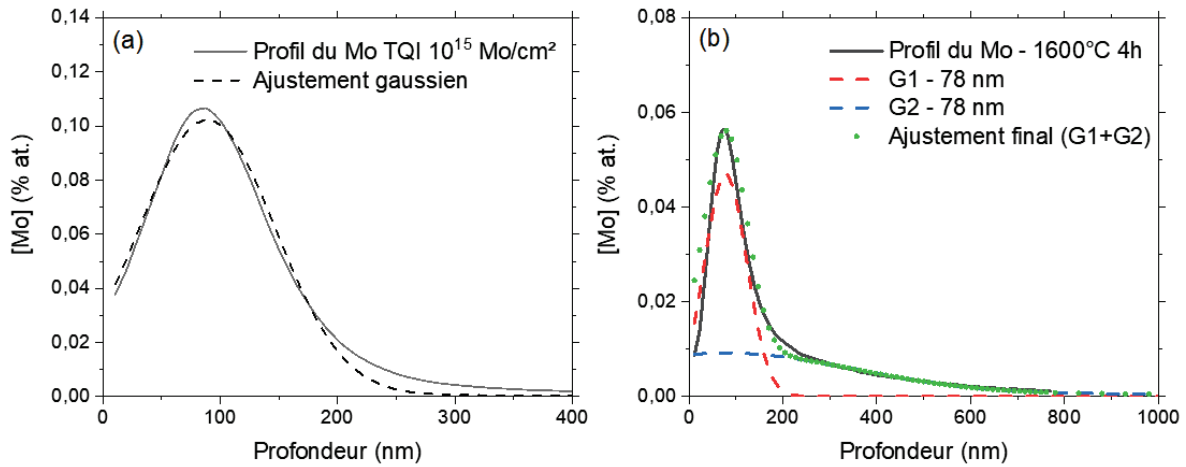 (a)
Profil du Mo TQI 10¹⁵ Mo/cm²
Ajustement gaussien
[Mo] (% at.)
0,14
0,12
0,10
0,08
0,06
0,04
0,02
0,00
0
100
200
300
400
Profondeur (nm)
(b)
Profil du Mo - 1600°C 4h
G1 - 78 nm
G2 - 78 nm
Ajustement final (G1+G2)
[Mo] (% at.)
0,08
0,06
0,04
0,02
0,00
0
200
400
600
800
1000
Profondeur (nm)